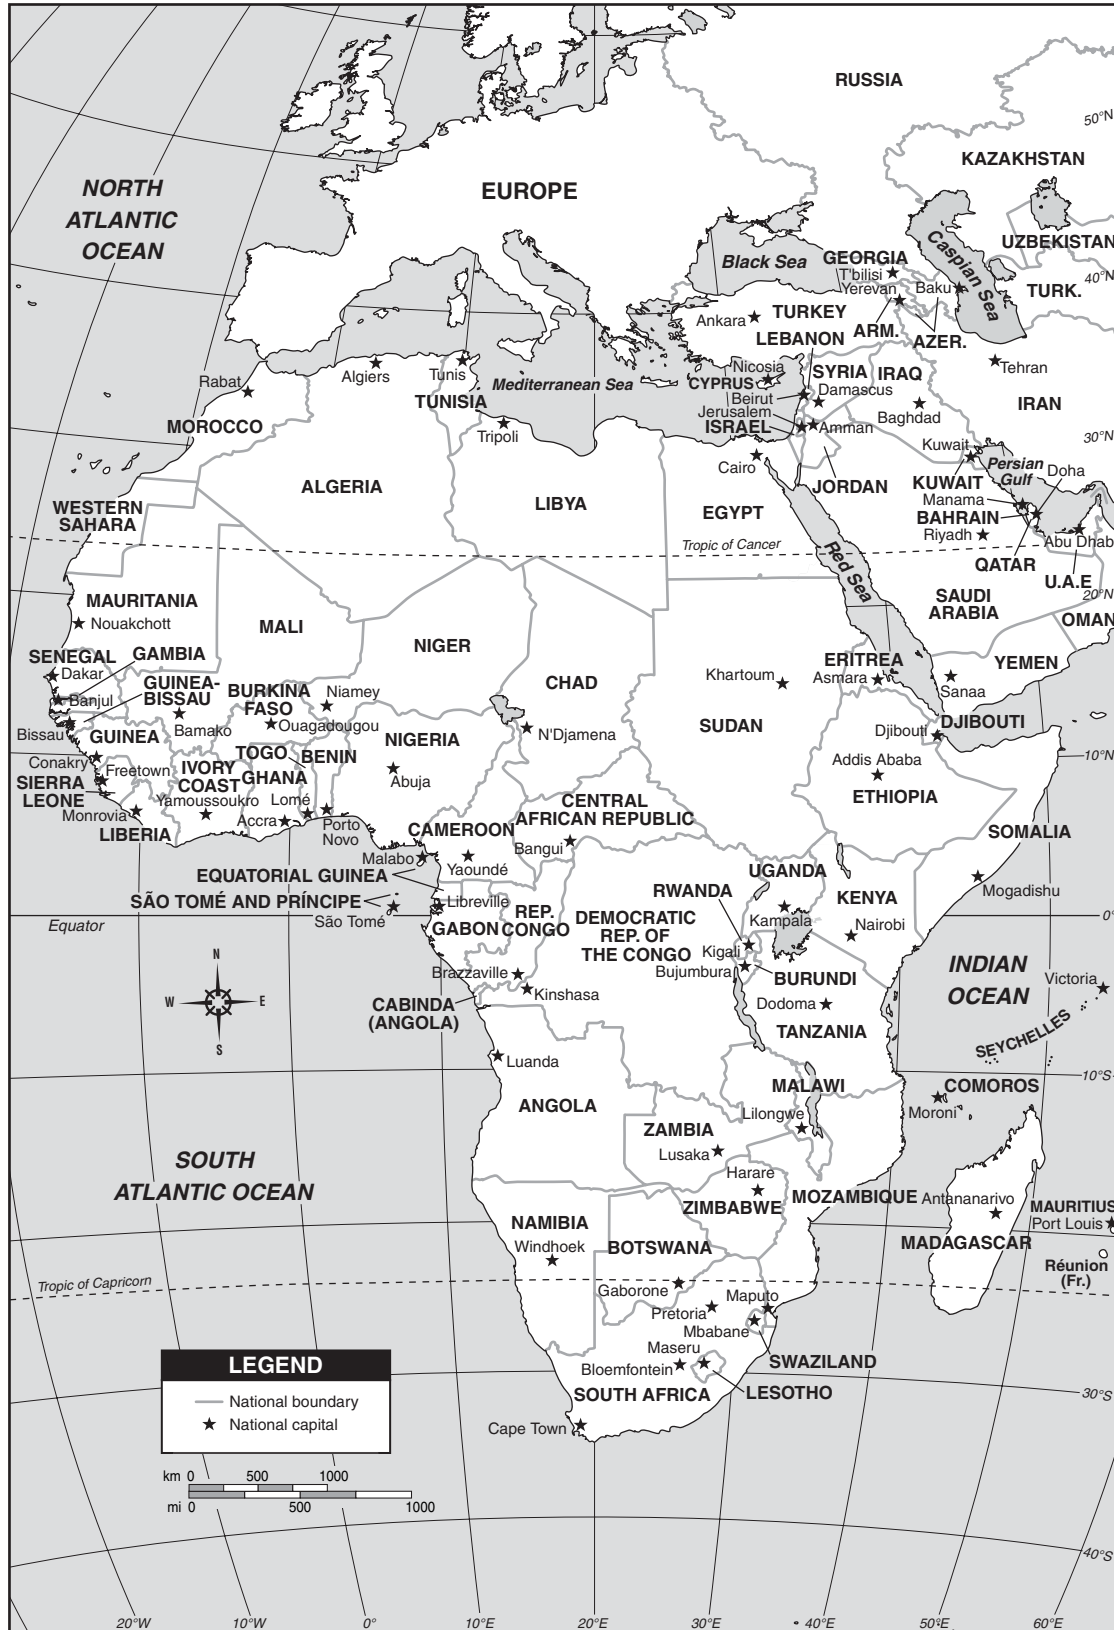 RUSSIA
50°N
KAZAKHSTAN
EUROPE
NORTH
ATLANTIC
OCEAN
UZBEKISTAN
Caspian Sea
Black Sea
GEORGIA
T'bilisi
40°N
Yerevan
Baku
TURK.
TURKEY
Ankara
ARM.
AZER.
LEBANON
Tehran
Nicosia
SYRIA
IRAQ
Rabat
Algiers
Tunis
Mediterranean Sea
CYPRUS
Damascus
Beirut
TUNISIA
Baghdad
IRAN
Jerusalem
MOROCCO
ISRAEL
Amman
Tripoli
30°N
Kuwait
Cairo
Persian
Gulf
Doha
ALGERIA
JORDAN
KUWAIT
Manama
LIBYA
WESTERN
SAHARA
EGYPT
BAHRAIN
Riyadh
Abu Dhab
Tropic of Cancer
Red Sea
QATAR
U.A.E
SAUDI
ARABIA
20°N
MAURITANIA
Nouakchott
MALI
OMAN
NIGER
SENEGAL
GAMBIA
ERITREA
YEMEN
Dakar
Khartoum
Asmara
Sanaa
GUINEA-
BISSAU
BURKINA
FASO
Niamey
CHAD
Banjul
SUDAN
Djibouti
DJIBOUTI
Bissau
Bamako
Ouagadougou
GUINEA
N'Djamena
NIGERIA
TOGO
BENIN
10°N
Conakry
Freetown
IVORY
COAST
GHANA
Abuja
Addis Ababa
SIERRA
LEONE
ETHIOPIA
Yamoussoukro
Lomé
CENTRAL
AFRICAN REPUBLIC
Monrovia
Accra
Porto
Novo
CAMEROON
SOMALIA
LIBERIA
Bangui
Malabo
Yaoundé
UGANDA
EQUATORIAL GUINEA
RWANDA
KENYA
Mogadishu
SÃO TOMÉ AND PRÍNCIPE
Libreville
São Tomé
REP.
CONGO
DEMOCRATIC
REP. OF
THE CONGO
Kampala
Nairobi
0°
Equator
GABON
Kigali
Bujumbura
INDIAN
OCEAN
N
W
E
S
Brazzaville
BURUNDI
Victoria
Kinshasa
Dodoma
CABINDA
(ANGOLA)
TANZANIA
SEYCHELLES
Luanda
10°S
MALAWI
COMOROS
ANGOLA
Lilongwe
Moroni
ZAMBIA
Lusaka
SOUTH
ATLANTIC OCEAN
Harare
MOZAMBIQUE
Antananarivo
ZIMBABWE
MAURITIUS
Port Louis
NAMIBIA
Windhoek
BOTSWANA
MADAGASCAR
Réunion
(Fr.)
Tropic of Capricorn
Gaborone
Maputo
Pretoria
Mbabane
Maseru
SWAZILAND
Bloemfontein
LESOTHO
SOUTH AFRICA
30°S
Cape Town
LEGEND
National boundary
National capital
km 0 500 1000
mi 0 500 1000
40°S
20°W
10°W
0°
10°E
20°E
30°E
40°E
50°E
60°E